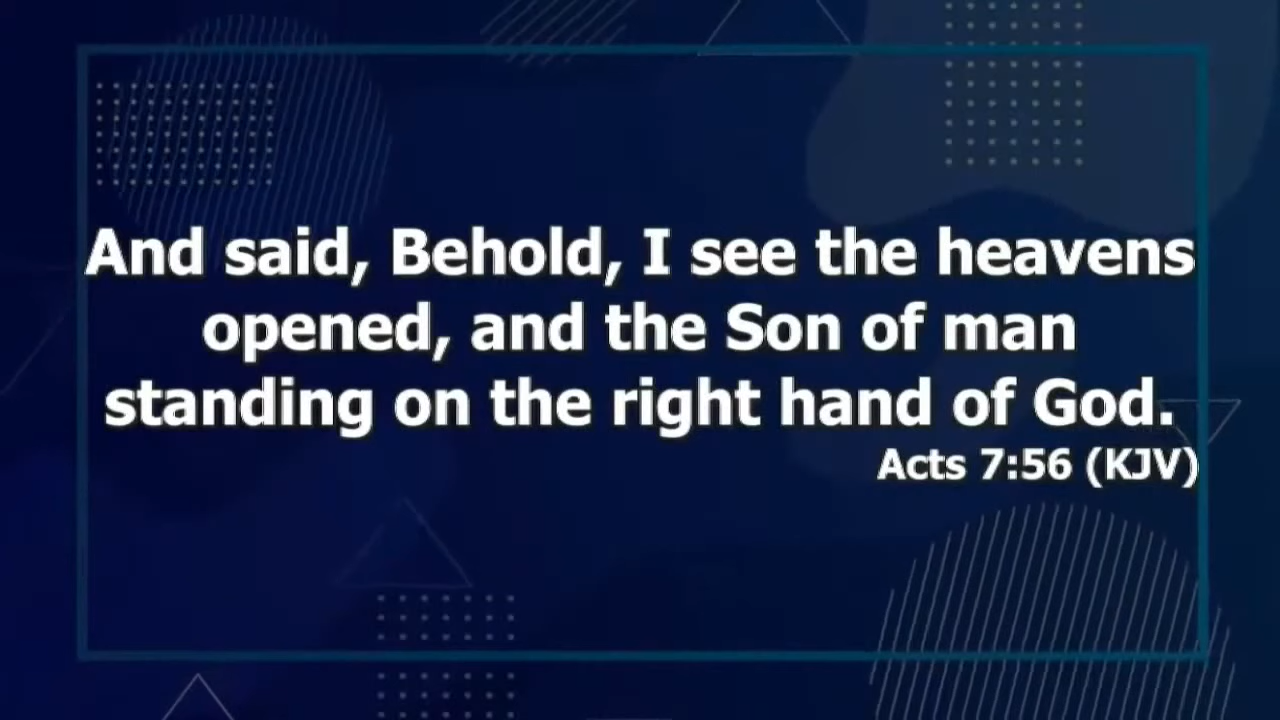 And said, Behold, I see the heavens
opened, and the Son of man
standing on the right hand of God.
Acts 7:56 (KJV)